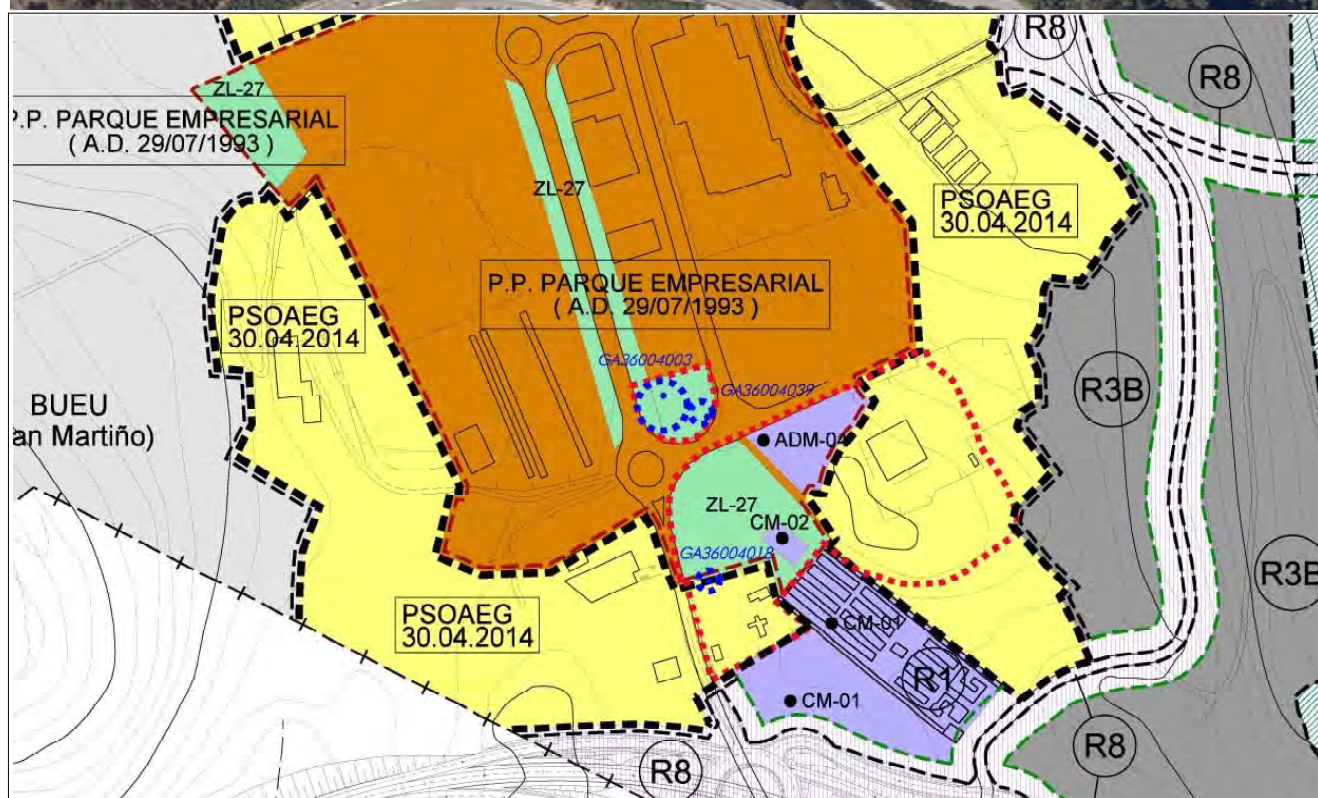 R8
R8
ZL-27
P.P. PARQUE EMPRESARIAL
( A.D. 29/07/1993 )
ZL-27
PSOAEG
30.04.2014
P.P. PARQUE EMPRESARIAL
( A.D. 29/07/1993 )
PSOAEG
30.04.2014
GA36004003
GA36004039
R3B
BUEU
an Martiño)
ADM-04
ZL-27
CM-02
GA36004018
R3B
PSOAEG
30.04.2014
CM-01
R1
CM-01
R8
R8